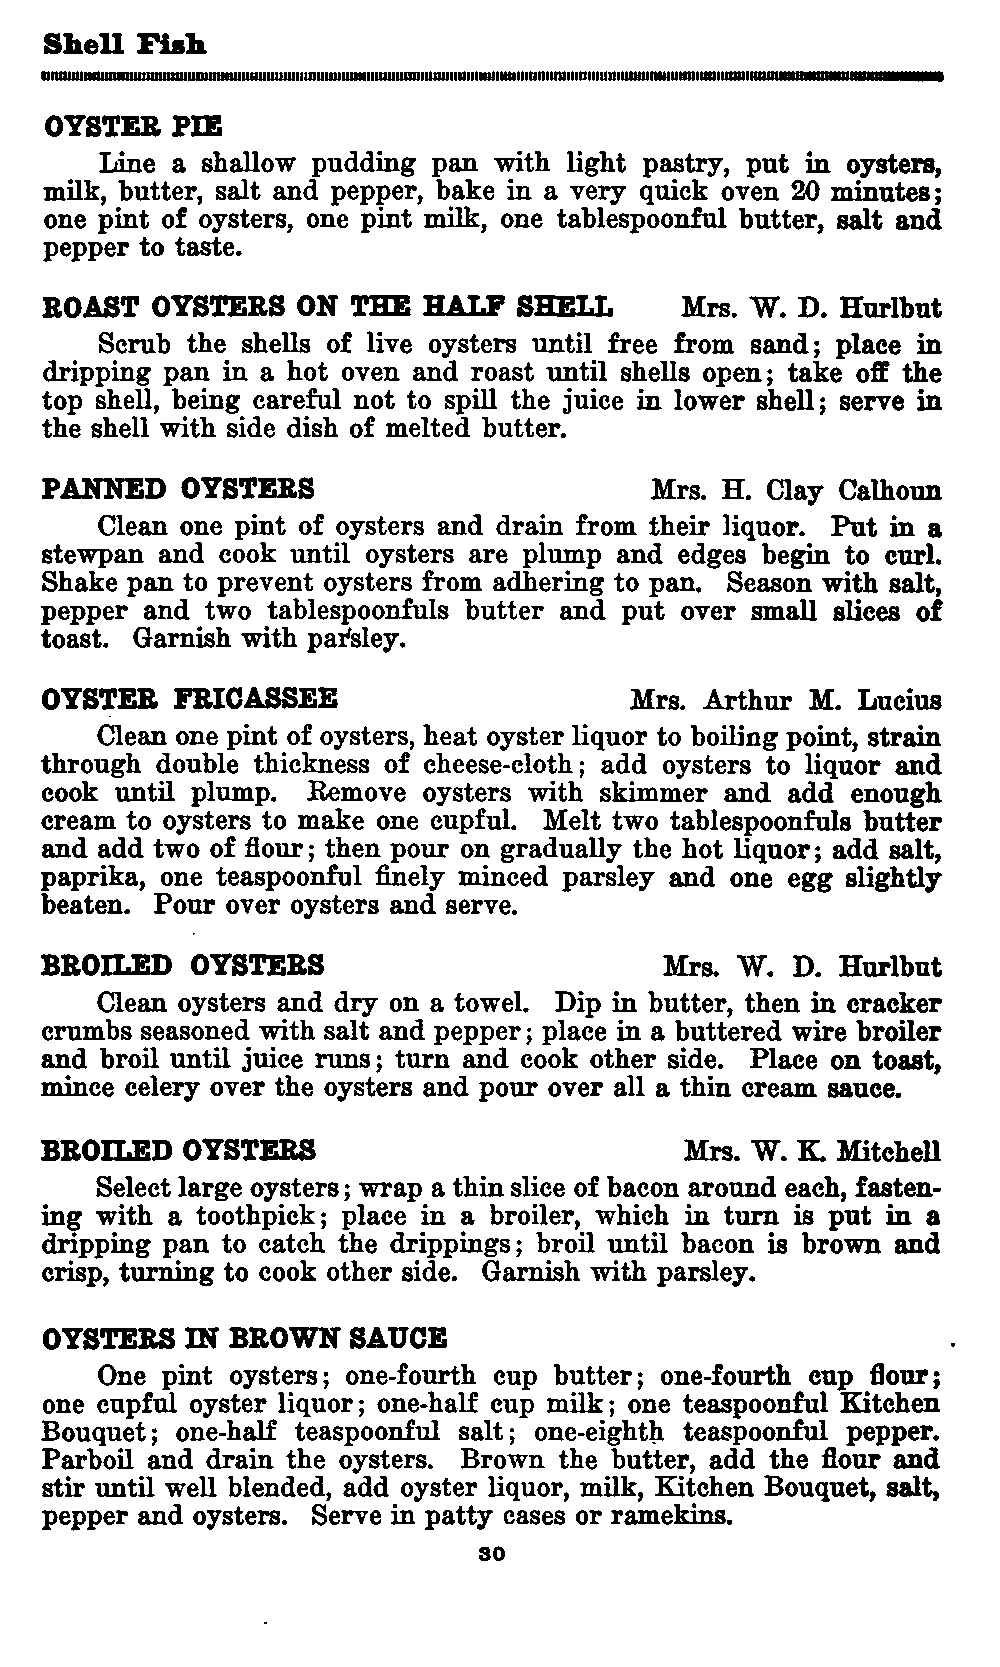 Shell Fish
OYSTER PIE
Line a shallow pudding pan with light pastry, put in oysters,
milk, butter, salt and pepper, bake in a very quick oven 20 minutes;
one pint of oysters, one pint milk, one tablespoonful butter, salt and
pepper to taste.
ROAST OYSTERS ON THE HALF SHELL Mrs. W. D. Hurlbut
Scrub the shells of live oysters until free from sand; place in
dripping pan in a hot oven and roast until shells open; take off the
top shell, being careful not to spill the juice in lower shell; serve in
the shell with side dish of melted butter.
PANNED OYSTERS Mrs. H. Clay Calhoun
Clean one pint of oysters and drain from their liquor. Put in a
stewpan and cook until oysters are plump and edges begin to curl.
Shake pan to prevent oysters from adhering to pan. Season with salt,
pepper and two tablespoonfuls butter and put over small slices of
toast. Garnish with parsley.
OYSTER FRICASSEE Mrs. Arthur M. Lucius
Clean one pint of oysters, heat oyster liquor to boiling point, strain
through double thickness of cheese-cloth; add oysters to liquor and
cook until plump. Remove oysters with skimmer and add enough
cream to oysters to make one cupful. Melt two tablespoonfuls butter
and add two of flour; then pour on gradually the hot liquor; add salt,
paprika, one teaspoonful finely minced parsley and one egg slightly
beaten. Pour over oysters and serve.
BROILED OYSTERS Mrs. W. D. Hurlbut
Clean oysters and dry on a towel. Dip in butter, then in cracker
crumbs seasoned with salt and pepper; place in a buttered wire broiler
and broil until juice runs; turn and cook other side. Place on toast,
mince celery over the oysters and pour over all a thin cream sauce.
BROILED OYSTERS Mrs. W. K. Mitchell
Select large oysters; wrap a thin slice of bacon around each, fasten-
ing with a toothpick; place in a broiler, which in turn is put in a
dripping pan to catch the drippings; broil until bacon is brown and
crisp, turning to cook other side. Garnish with parsley.
OYSTERS IN BROWN SAUCE
One pint oysters; one-fourth cup butter; one-fourth cup flour;
one cupful oyster liquor; one-half cup milk; one teaspoonful Kitchen
Bouquet; one-half teaspoonful salt; one-eighth teaspoonful pepper.
Parboil and drain the oysters. Brown the butter, add the flour and
stir until well blended, add oyster liquor, milk, Kitchen Bouquet, salt,
pepper and oysters. Serve in patty cases or ramekins.
30